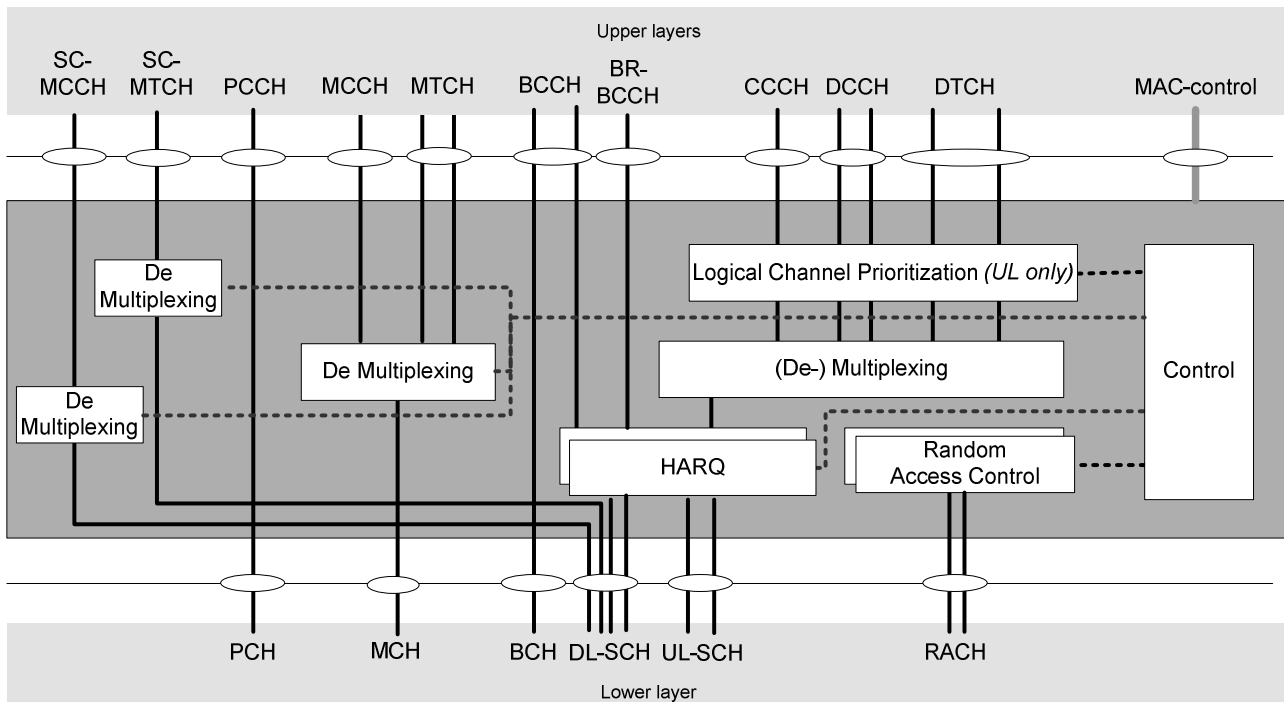 Upper layers
SC-
MCCH
SC-
MTCH
PCCH
MCCH
MTCH
BCCH
BR-
BCCH
CCCH
DCCH
DTCH
MAC-control
De
Multiplexing
Logical Channel Prioritization (UL only)
De Multiplexing
(De-) Multiplexing
Control
De
Multiplexing
HARQ
Random
Access Control
PCH
MCH
BCH
DL-SCH
UL-SCH
RACH
Lower layer